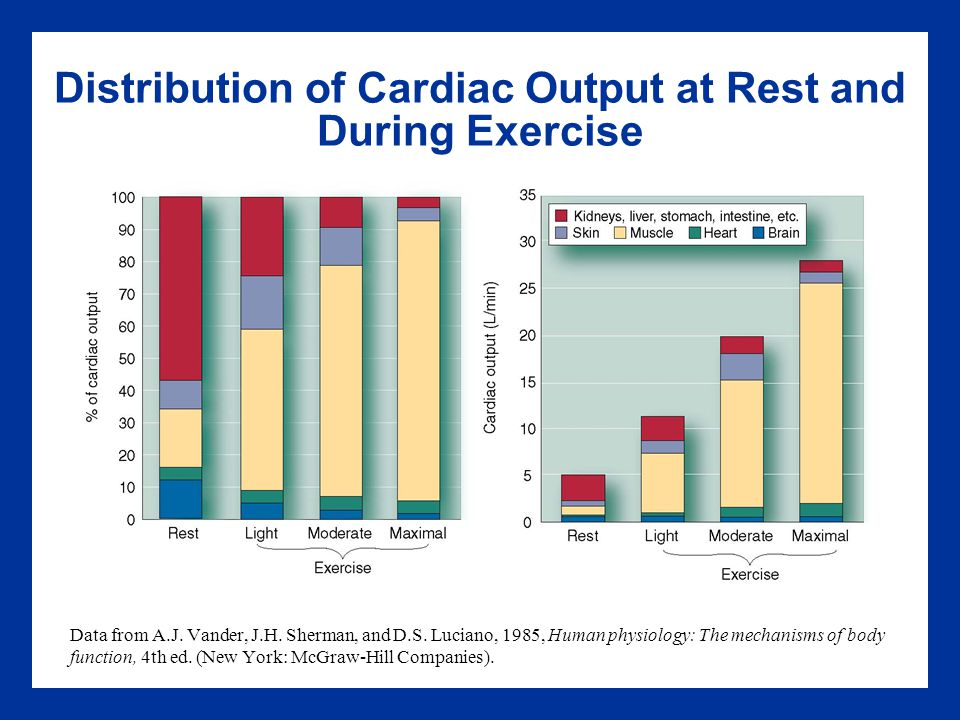 Distribution of Cardiac Output at Rest and
During Exercise
% of cardiac output
100
90
80
70
60
50
40
30
20
10
0
Rest Light Moderate Maximal
Exercise
Cardiac output (L/min)
35
30
25
20
15
10
5
0
Kidneys, liver, stomach, intestine, etc.
Skin Muscle Heart Brain
Rest Light Moderate Maximal
Exercise
Data from A.J. Vander, J.H. Sherman, and D.S. Luciano, 1985, Human physiology: The mechanisms of body
function, 4th ed. (New York: McGraw-Hill Companies).